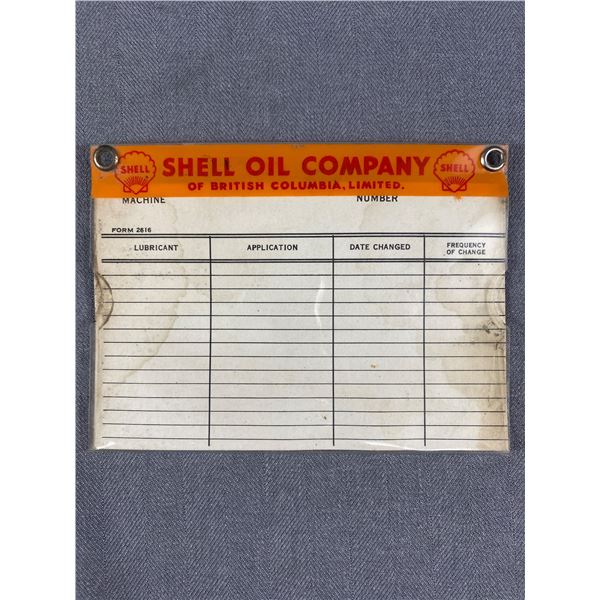 SHELL SHELL OIL COMPANY SHELL
OF BRITISH COLUMBIA, LIMITED.
MACHINE NUMBER
FORM 2616
LUBRICANT APPLICATION DATE CHANGED FREQUENCY
OF CHANGE